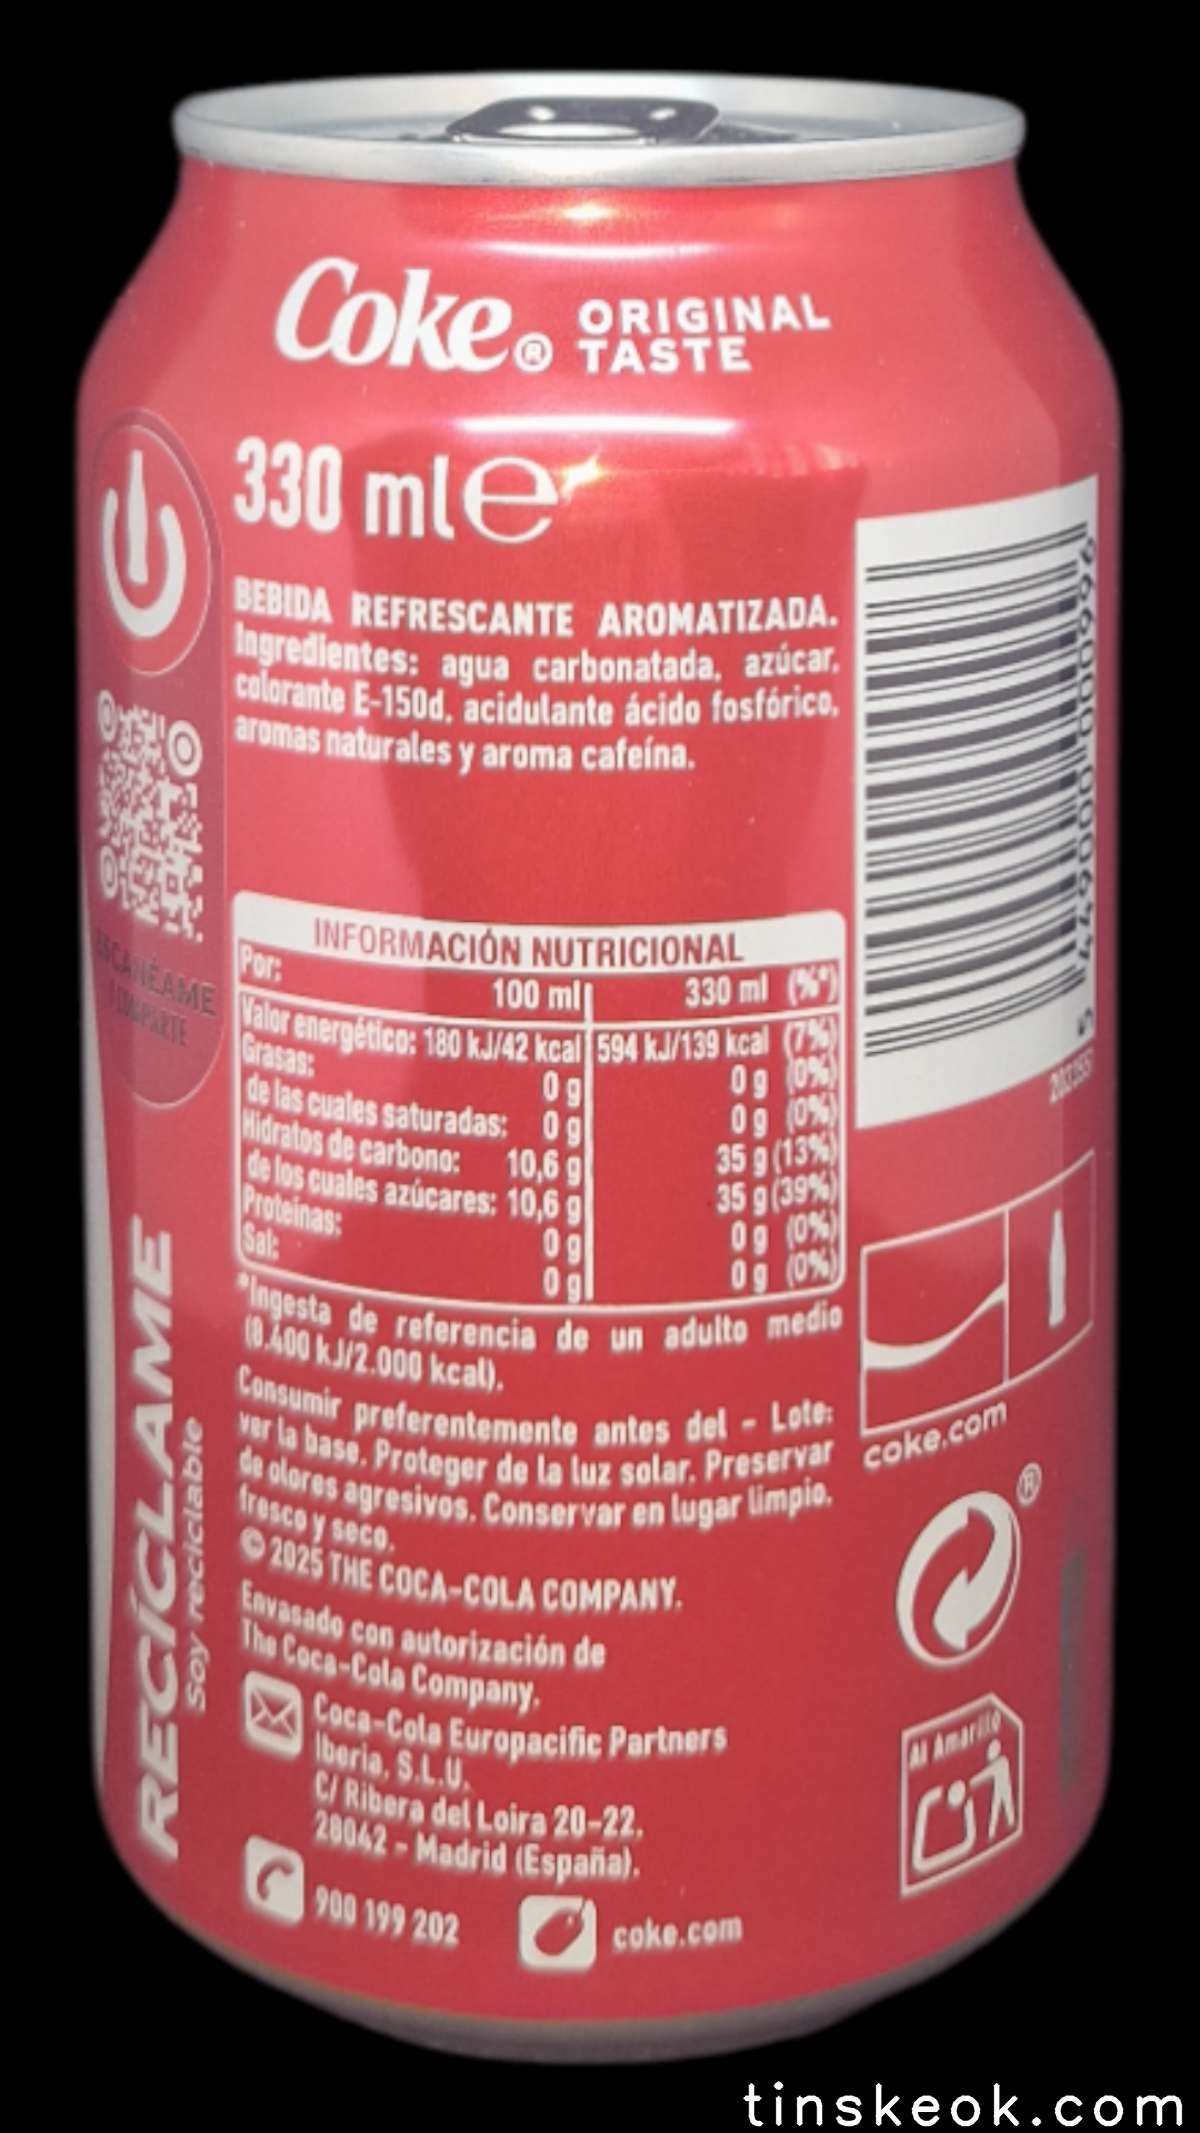 Coke® ORIGINAL
TASTE
330 ml e
BEBIDA REFRESCANTE AROMATIZADA.
Ingredientes: agua carbonatada, azúcar,
colorante E-150d, acidulante ácido fosfórico,
aromas naturales y aroma cafeína.
ESCANÉAME
INFORMACIÓN NUTRICIONAL
Por: 100 ml 330 ml (%*)
Valor energético: 180 kJ/42 kcal 594 kJ/139 kcal (7%)
Grasas: 0 g 0 g (0%)
de las cuales saturadas: 0 g 0 g (0%)
Hidratos de carbono: 10,6 g 35 g (13%)
de los cuales azúcares: 10,6 g 35 g (39%)
Proteínas: 0 g 0 g (0%)
Sal: 0 g 0 g (0%)
*Ingesta de referencia de un adulto medio
(8.400 kJ/2.000 kcal).
Consumir preferentemente antes del - Lote:
ver la base. Proteger de la luz solar. Preservar
de olores agresivos. Conservar en lugar limpio,
fresco y seco.
© 2025 THE COCA-COLA COMPANY.
Envasado con autorización de
The Coca-Cola Company.
Coca-Cola Europacific Partners
Iberia, S.L.U.
C/ Ribera del Loira 20-22.
28042 - Madrid (España).
900 199 202
coke.com
RECÍCLAME
Soy reciclable
coke.com
®
Al Amarillo
tinskeok.com